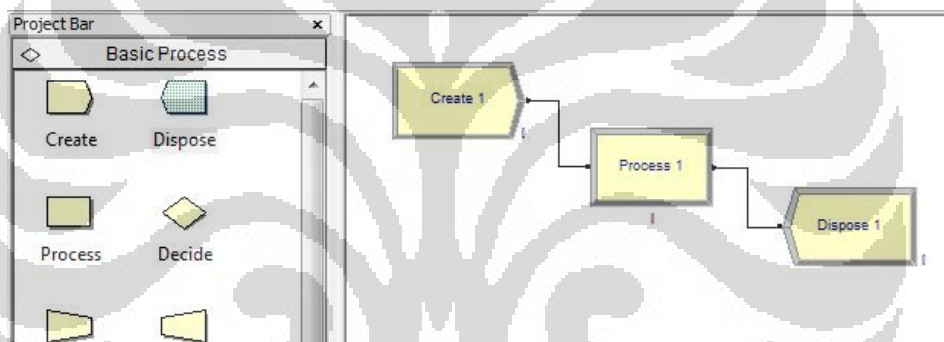 Project Bar
Basic Process
Create
Dispose
Process
Decide
Create 1
Process 1
Dispose 1